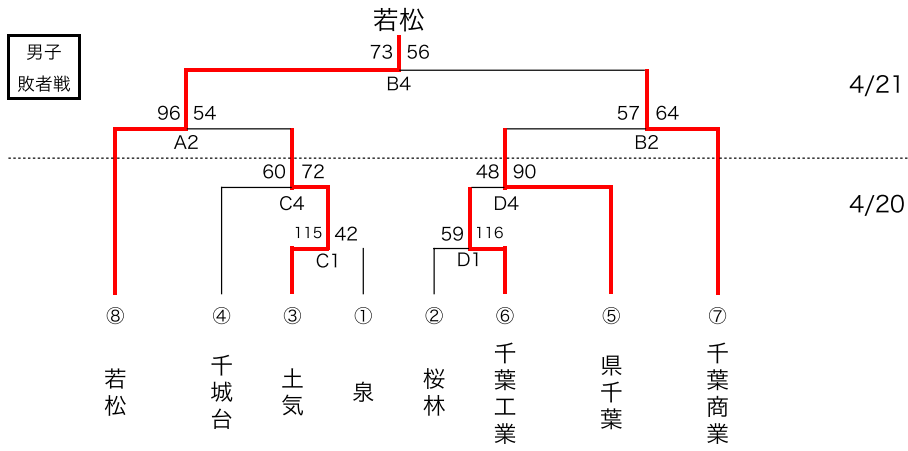 若松
男子
敗者戦
73 56
B4
4/21
96 54
A2
57 64
B2
60 72
C4
48 90
D4
4/20
115 42
C1
59 116
D1
⑧ ④ ③ ① ② ⑥ ⑤ ⑦
若松
千城台
土気
泉
桜林
千葉工業
県千葉
千葉商業